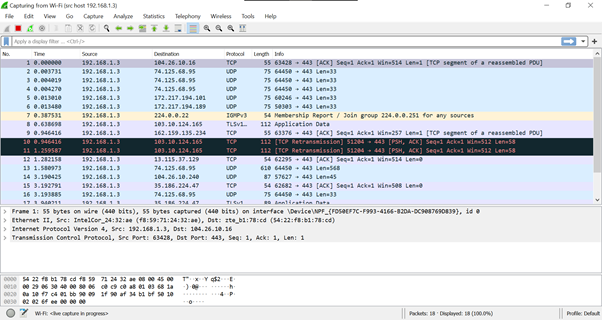 Capturing from Wi-Fi (src host 192.168.1.3)
File Edit View Go Capture Analyze Statistics Telephony Wireless Tools Help
Apply a display filter ... <Ctrl-/>
No. Time Source Destination Protocol Length Info
1 0.000000 192.168.1.3 104.26.10.16 TCP 55 63428 → 443 [ACK] Seq=1 Ack=1 Win=514 Len=1 [TCP segment of a reassembled PDU]
2 0.003731 192.168.1.3 74.125.68.95 UDP 75 64450 → 443 Len=33
3 0.004019 192.168.1.3 74.125.68.95 UDP 75 64450 → 443 Len=33
4 0.004270 192.168.1.3 74.125.68.95 UDP 75 64450 → 443 Len=33
5 0.013010 192.168.1.3 172.217.194.101 UDP 75 60246 → 443 Len=33
6 0.013480 192.168.1.3 172.217.194.189 UDP 75 50303 → 443 Len=33
7 0.387531 192.168.1.3 224.0.0.22 IGMPv3 54 Membership Report / Join group 224.0.0.251 for any sources
8 0.638698 192.168.1.3 103.10.124.165 TLSv1… 112 Application Data
9 0.946416 192.168.1.3 162.159.135.234 TCP 55 63376 → 443 [ACK] Seq=1 Ack=1 Win=257 Len=1 [TCP segment of a reassembled PDU]
10 0.946416 192.168.1.3 103.10.124.165 TCP 112 [TCP Retransmission] 51204 → 443 [PSH, ACK] Seq=1 Ack=1 Win=512 Len=58
11 1.259587 192.168.1.3 103.10.124.165 TCP 112 [TCP Retransmission] 51204 → 443 [PSH, ACK] Seq=1 Ack=1 Win=512 Len=58
12 1.282158 192.168.1.3 13.115.37.129 TCP 54 62295 → 443 [ACK] Seq=1 Ack=1 Win=514 Len=0
13 1.580973 192.168.1.3 74.125.68.95 UDP 610 64450 → 443 Len=568
14 3.190425 192.168.1.3 104.26.10.240 UDP 87 57627 → 443 Len=45
15 3.192791 192.168.1.3 35.186.224.47 TCP 54 62682 → 443 [ACK] Seq=1 Ack=1 Win=508 Len=0
16 3.193885 192.168.1.3 74.125.68.95 UDP 75 64450 → 443 Len=33
17 3.940211 192.168.1.3 35.186.224.47 TLSv1… 89 Application Data
Frame 1: 55 bytes on wire (440 bits), 55 bytes captured (440 bits) on interface \Device\NPF_{FD50EF7C-F993-4166-B2DA-DC908769D839}, id 0
Ethernet II, Src: IntelCor_24:32:ae (f8:59:71:24:32:ae), Dst: zte_b1:78:cd (54:22:f8:b1:78:cd)
Internet Protocol Version 4, Src: 192.168.1.3, Dst: 104.26.10.16
Transmission Control Protocol, Src Port: 63428, Dst Port: 443, Seq: 1, Ack: 1, Len: 1
0000 54 22 f8 b1 78 cd f8 59 71 24 32 ae 08 00 45 00
0010 00 29 06 30 40 00 80 06 c0 c9 c0 a8 01 03 68 1a
0020 0a 10 f7 c4 01 bb 90 09 1f 90 af 34 b1 bf 50 10
0030 02 02 6f ee 00 00 00
Wi-Fi: <live capture in progress> Packets: 18 · Displayed: 18 (100.0%) Profile: Default